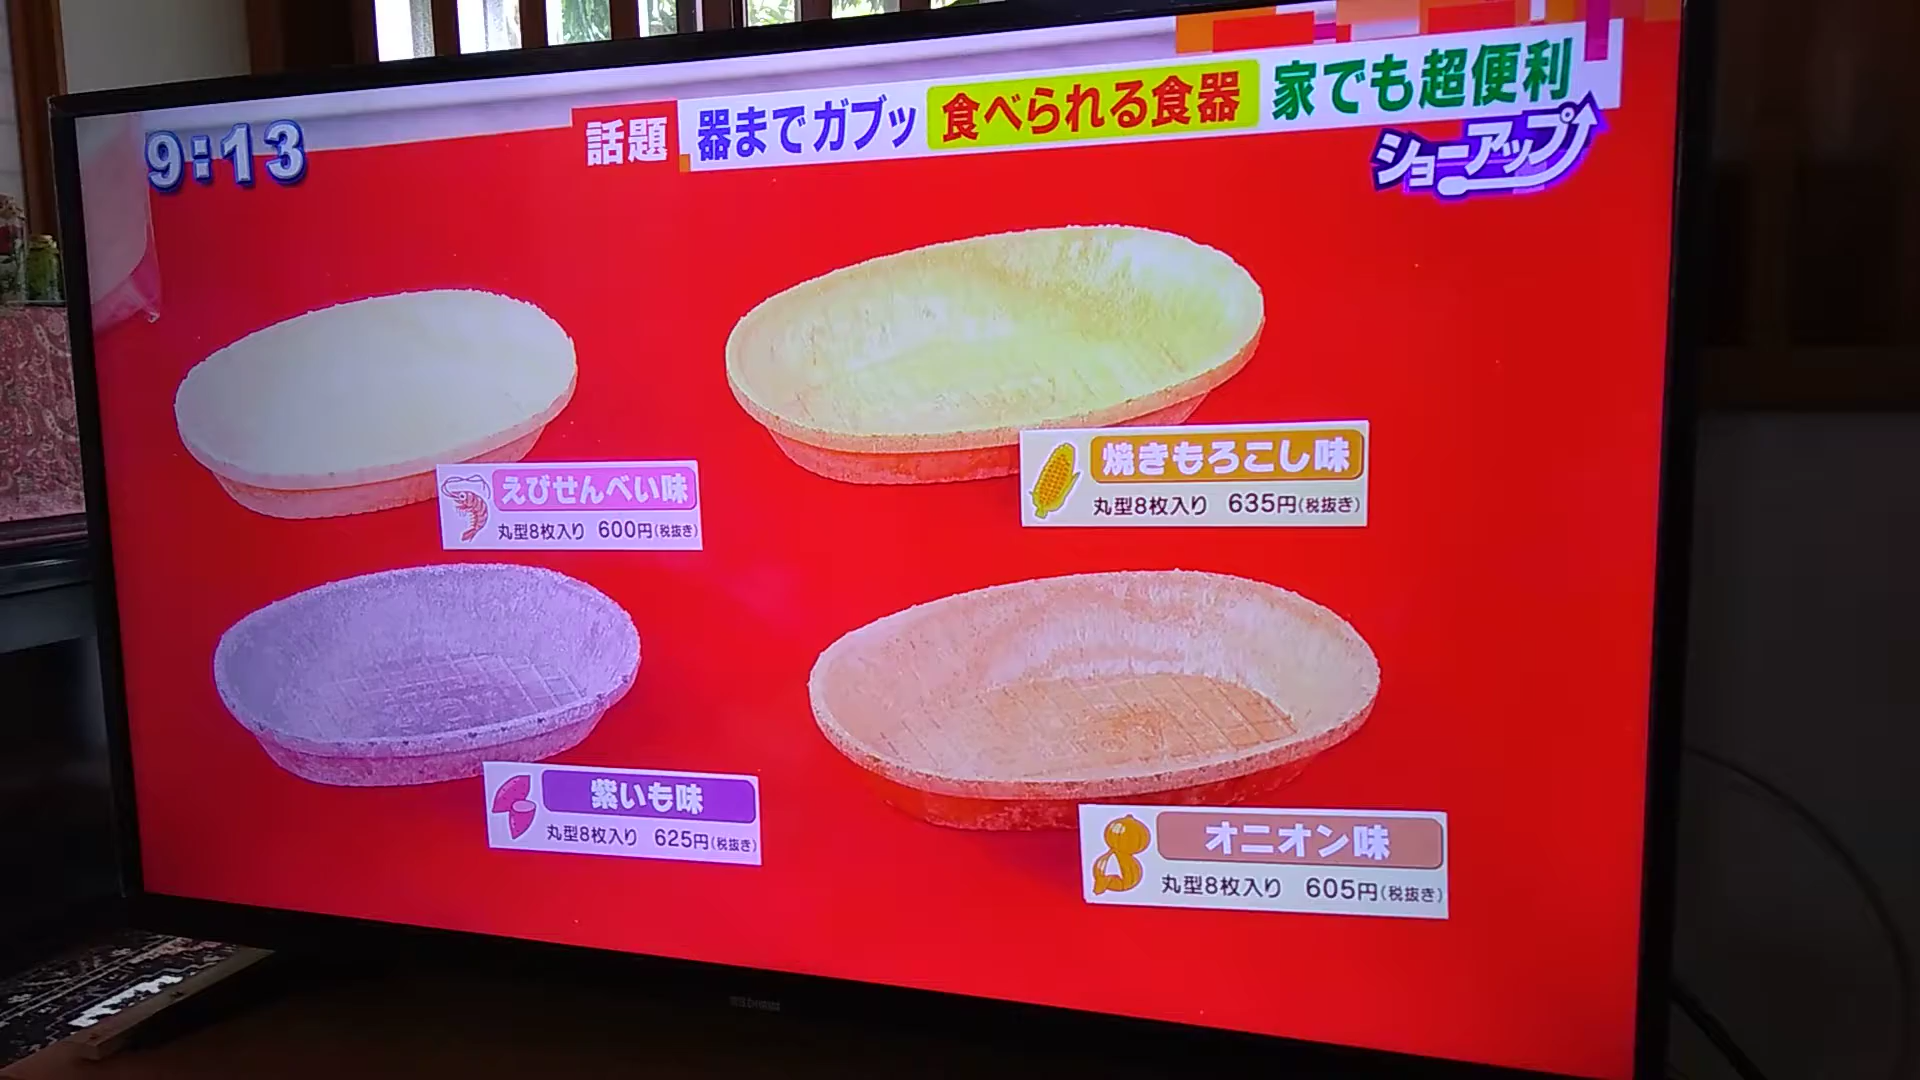 9:13
話題 器までガブッ 食べられる食器 家でも超便利
ショーアップ
えびせんべい味
丸型8枚入り 600円(税抜き)
焼きもろこし味
丸型8枚入り 635円(税抜き)
紫いも味
丸型8枚入り 625円(税抜き)
オニオン味
丸型8枚入り 605円(税抜き)